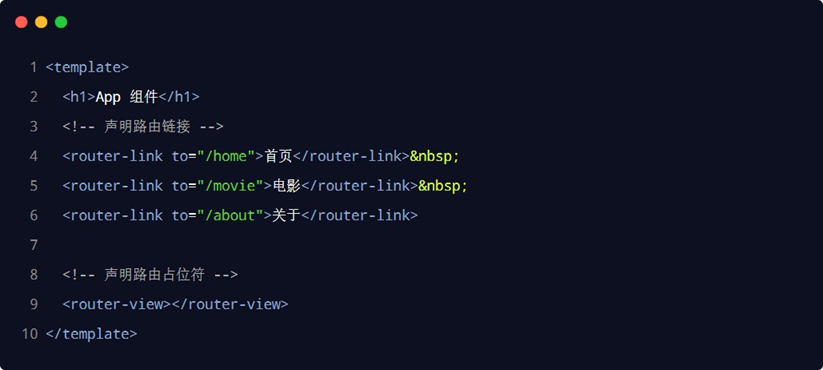 1 <template>
2 <h1>App 组件</h1>
3 <!-- 声明路由链接 -->
4 <router-link to="/home">首页</router-link>&nbsp;
5 <router-link to="/movie">电影</router-link>&nbsp;
6 <router-link to="/about">关于</router-link>
7
8 <!-- 声明路由占位符 -->
9 <router-view></router-view>
10 </template>